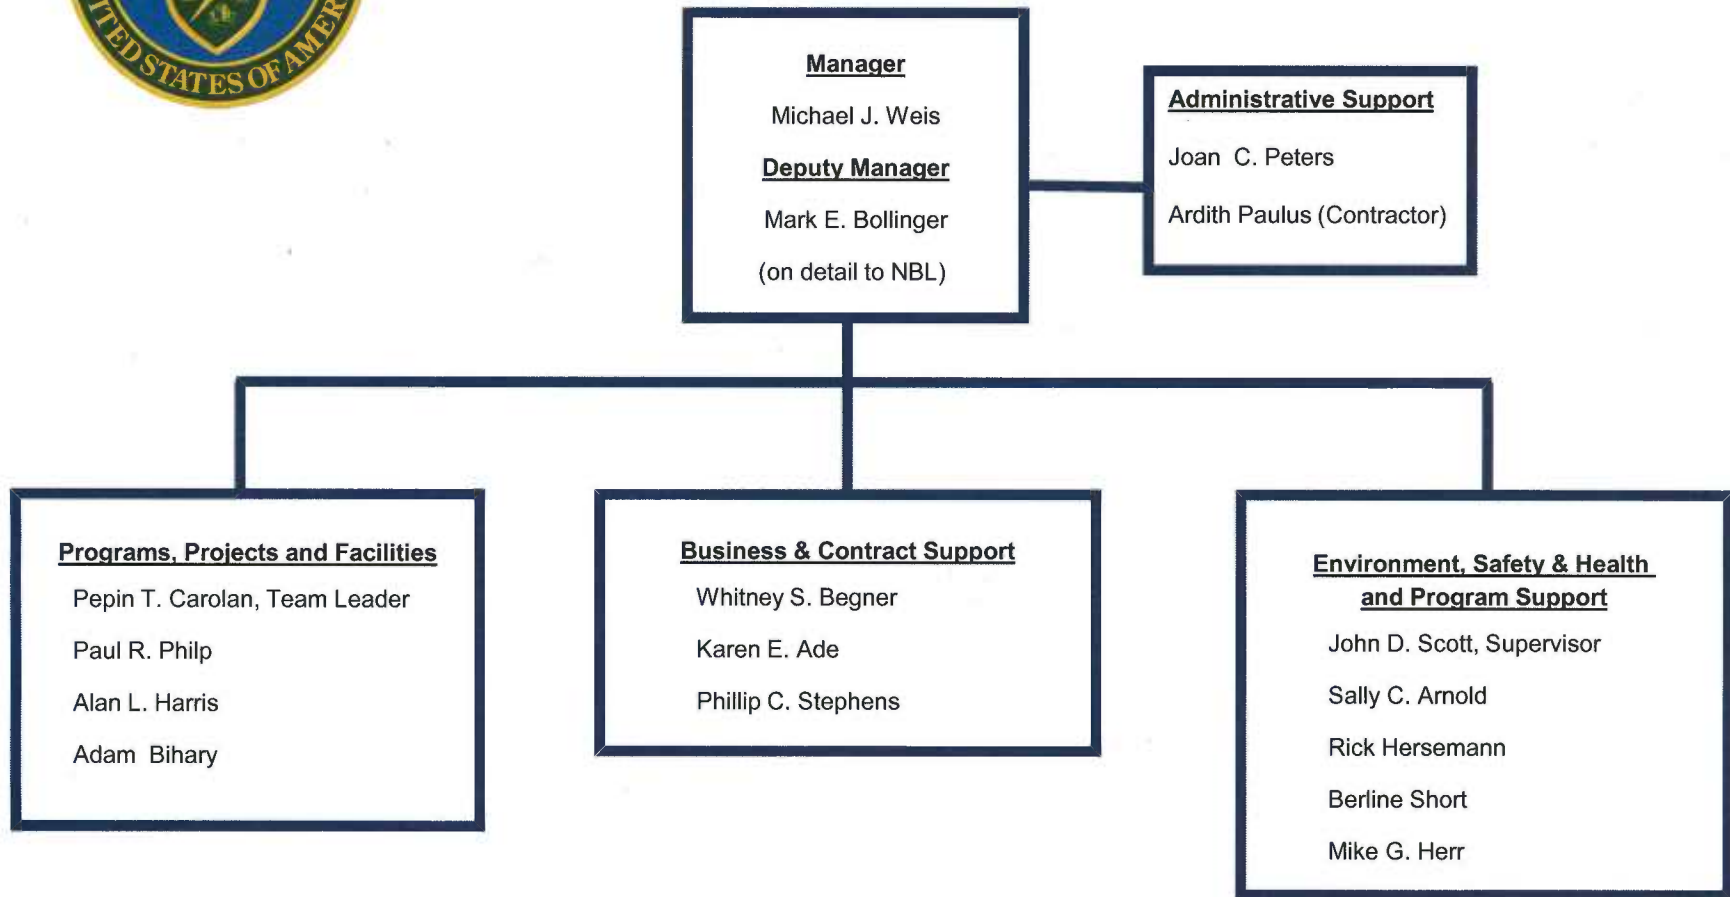 UNITED STATES OF AMERI
Manager
Michael J. Weis
Deputy Manager
Mark E. Bollinger
(on detail to NBL)
Administrative Support
Joan C. Peters
Ardith Paulus (Contractor)
Programs, Projects and Facilities
Pepin T. Carolan, Team Leader
Paul R. Philp
Alan L. Harris
Adam Bihary
Business & Contract Support
Whitney S. Begner
Karen E. Ade
Phillip C. Stephens
Environment, Safety & Health
and Program Support
John D. Scott, Supervisor
Sally C. Arnold
Rick Hersemann
Berline Short
Mike G. Herr